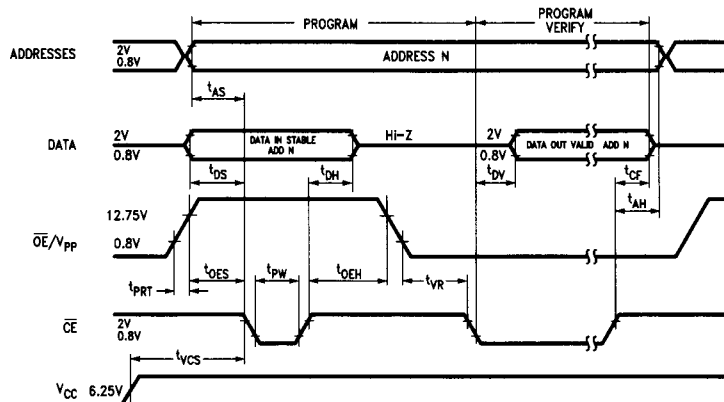 PROGRAM
PROGRAM
VERIFY
ADDRESSES
2V
0.8V
ADDRESS N
tAS
DATA
2V
0.8V
DATA IN STABLE
ADD N
Hi-Z
2V
0.8V
DATA OUT VALID ADD N
tDS
tDH
tDV
tCF
tAH
OE/VPP
12.75V
0.8V
tPRT
tOES
tPW
tOEH
tVR
CE
2V
0.8V
tVCS
VCC
6.25V